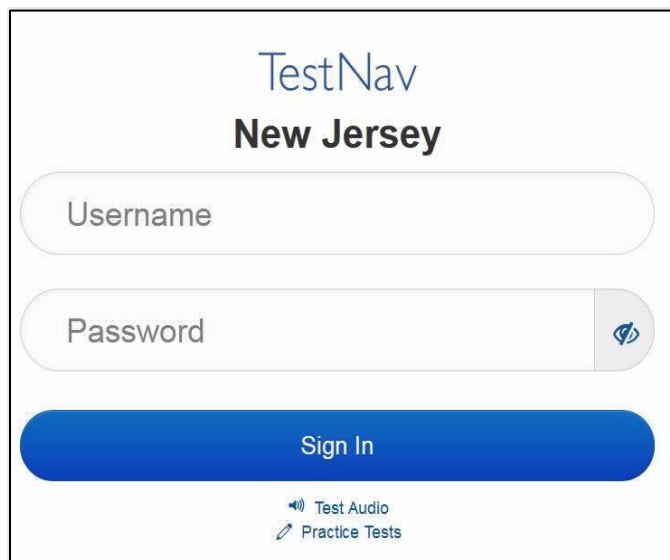 TestNav
New Jersey
Username
Password
Sign In
Test Audio
Practice Tests